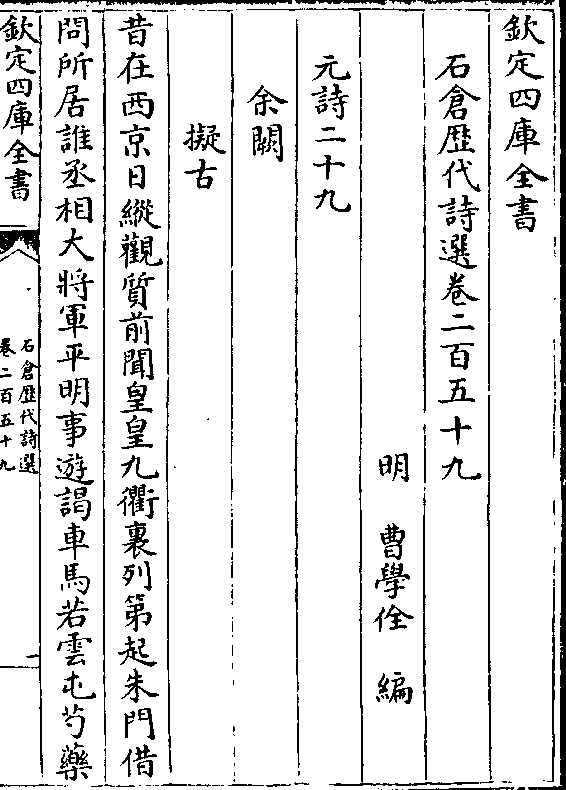 欽定四庫全書
石倉歴代詩選卷二百五十九
明　曹學佺　編
元詩二十九
余闕
擬古
昔在西京日縱觀質前聞皇皇九衢裏列第起朱門借
問所居誰丞相大將軍平明事遊謁車馬若雲屯芍藥
欽定四庫全書
石倉歴代詩選
卷二百五十九
一